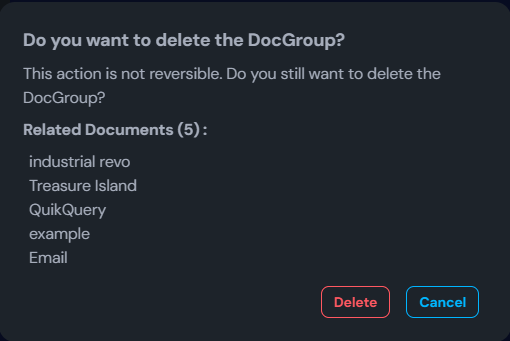 Do you want to delete the DocGroup?
This action is not reversible. Do you still want to delete the
DocGroup?
Related Documents (5) :
industrial revo
Treasure Island
QuikQuery
example
Email
Delete
Cancel